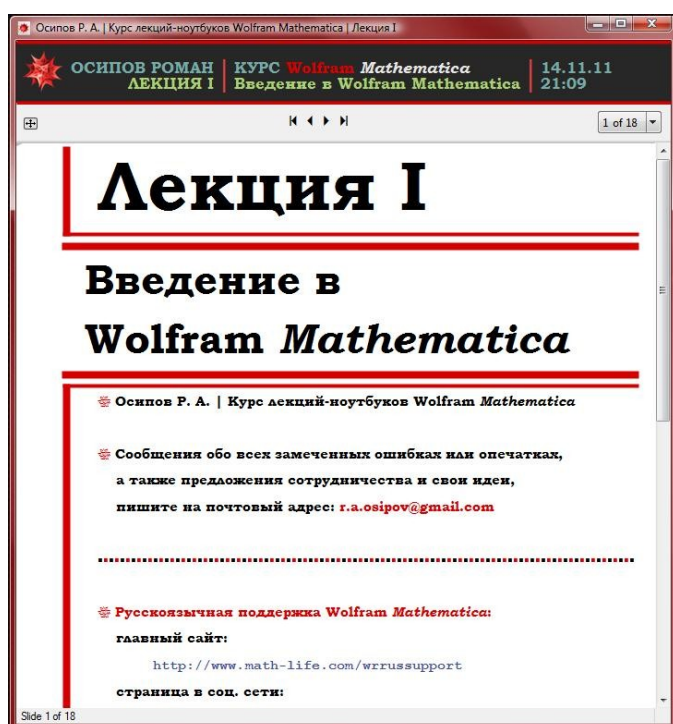 Осипов Р. А. | Курс лекций-ноутбуков Wolfram Mathematica | Лекция I
ОСИПОВ РОМАН | КУРС Wolfram Mathematica | 14.11.11
ЛЕКЦИЯ I | Введение в Wolfram Mathematica | 21:09
1 of 18
Лекция I
Введение в
Wolfram Mathematica
Осипов Р. А. | Курс лекций-ноутбуков Wolfram Mathematica
Сообщения обо всех замеченных ошибках или опечатках,
а также предложения сотрудничества и свои идеи,
пишите на почтовый адрес: r.a.osipov@gmail.com
Русскоязычная поддержка Wolfram Mathematica:
главный сайт:
http://www.math-life.com/wrrussupport
страница в соц. сети:
Slide 1 of 18